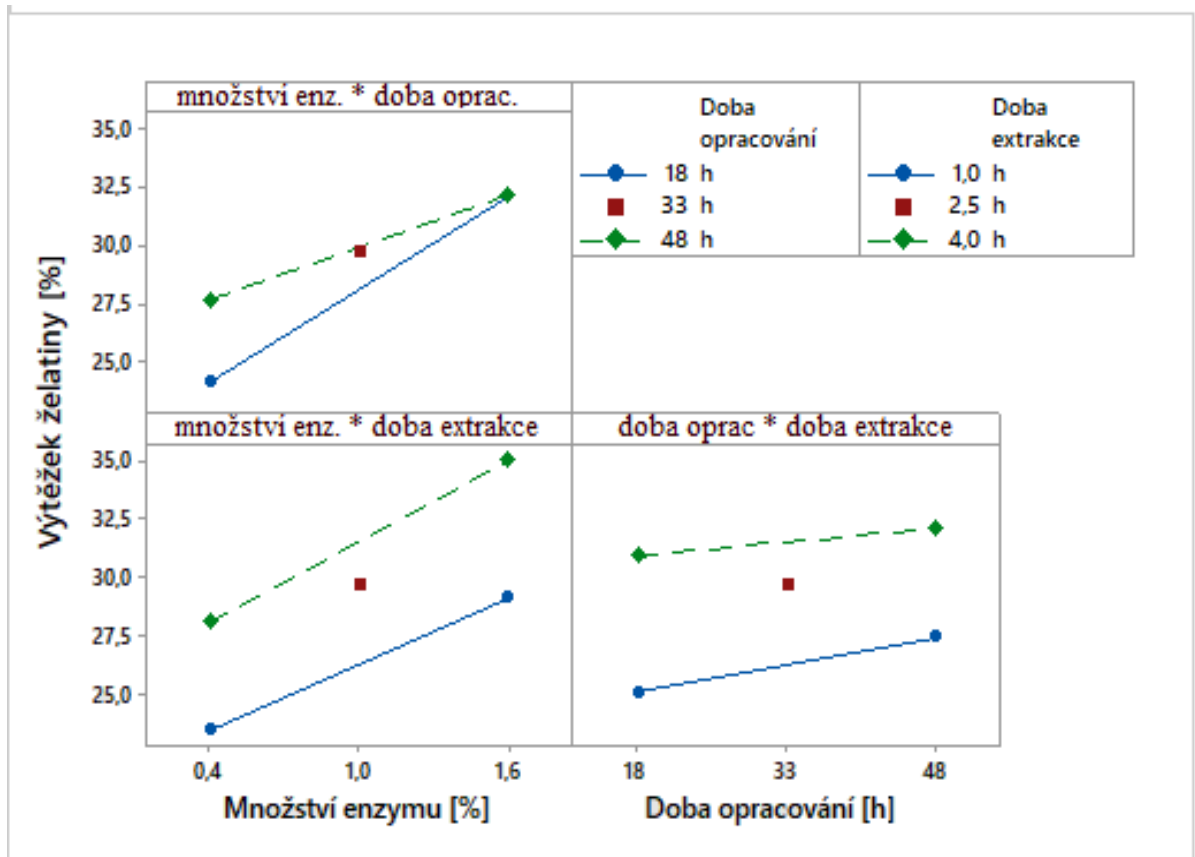 množství enz. * doba oprac.
Doba
opracování
18 h
33 h
48 h
Doba
extrakce
1,0 h
2,5 h
4,0 h
35,0
32,5
30,0
27,5
25,0
Výtěžek želatiny [%]
množství enz. * doba extrakce
doba oprac * doba extrakce
35,0
32,5
30,0
27,5
25,0
0,4
1,0
1,6
18
33
48
Množství enzymu [%]
Doba opracování [h]